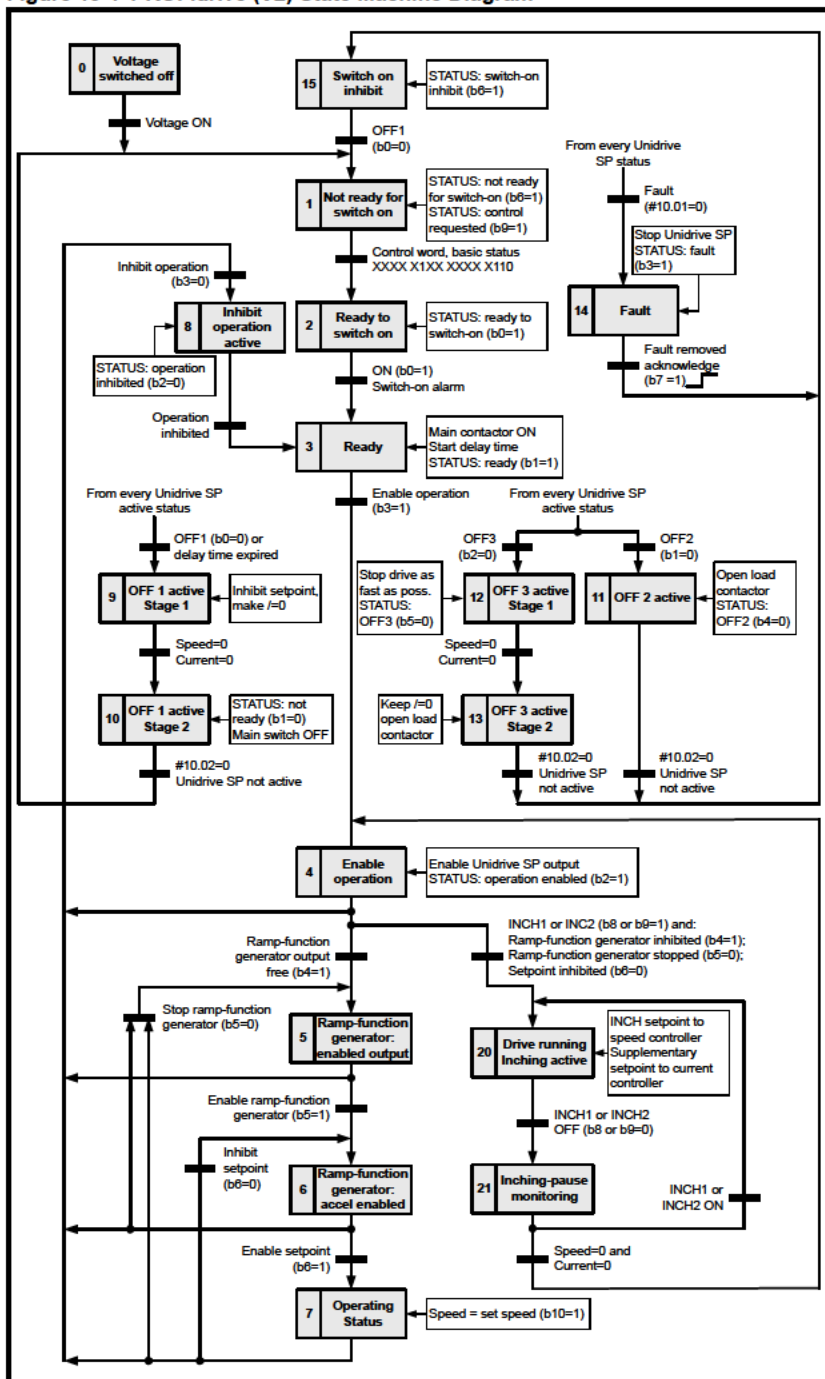 0
Voltage
switched off
Voltage ON
15
Switch on
inhibit
STATUS: switch-on
inhibit (b6=1)
OFF1
(b0=0)
From every Unidrive
SP status
Fault
(#10.01=0)
1
Not ready for
switch on
STATUS: not ready
for switch-on (b6=1)
STATUS: control
requested (b9=1)
Stop Unidrive SP
STATUS: fault
(b3=1)
Control word, basic status
XXXX X1XX XXXX X110
Inhibit operation
(b3=0)
8
Inhibit
operation
active
2
Ready to
switch on
STATUS: ready to
switch-on (b0=1)
14
Fault
STATUS: operation
inhibited (b2=0)
ON (b0=1)
Switch-on alarm
Fault removed
acknowledge
(b7 =1)
Operation
inhibited
3
Ready
Main contactor ON
Start delay time
STATUS: ready (b1=1)
Enable operation
(b3=1)
From every Unidrive SP
active status
From every Unidrive SP
active status
OFF1 (b0=0) or
delay time expired
OFF3
(b2=0)
OFF2
(b1=0)
9
OFF 1 active
Stage 1
Inhibit setpoint,
make /=0
Stop drive as
fast as poss.
STATUS:
OFF3 (b5=0)
12
OFF 3 active
Stage 1
11
OFF 2 active
Open load
contactor
STATUS:
OFF2 (b4=0)
Speed=0
Current=0
Speed=0
Current=0
10
OFF 1 active
Stage 2
STATUS: not
ready (b1=0)
Main switch OFF
Keep /=0
open load
contactor
13
OFF 3 active
Stage 2
#10.02=0
Unidrive SP not active
#10.02=0
Unidrive SP
not active
#10.02=0
Unidrive SP
not active
4
Enable
operation
Enable Unidrive SP output
STATUS: operation enabled (b2=1)
Ramp-function
generator output
free (b4=1)
INCH1 or INC2 (b8 or b9=1) and:
Ramp-function generator inhibited (b4=1);
Ramp-function generator stopped (b5=0);
Setpoint inhibited (b6=0)
Stop ramp-function
generator (b5=0)
5
Ramp-function
generator:
enabled output
20
Drive running
Inching active
INCH setpoint to
speed controller
Supplementary
setpoint to current
controller
Enable ramp-function
generator (b5=1)
INCH1 or INCH2
OFF (b8 or b9=0)
Inhibit
setpoint
(b6=0)
6
Ramp-function
generator:
accel enabled
21
Inching-pause
monitoring
INCH1 or
INCH2 ON
Enable setpoint
(b6=1)
Speed=0 and
Current=0
7
Operating
Status
Speed = set speed (b10=1)